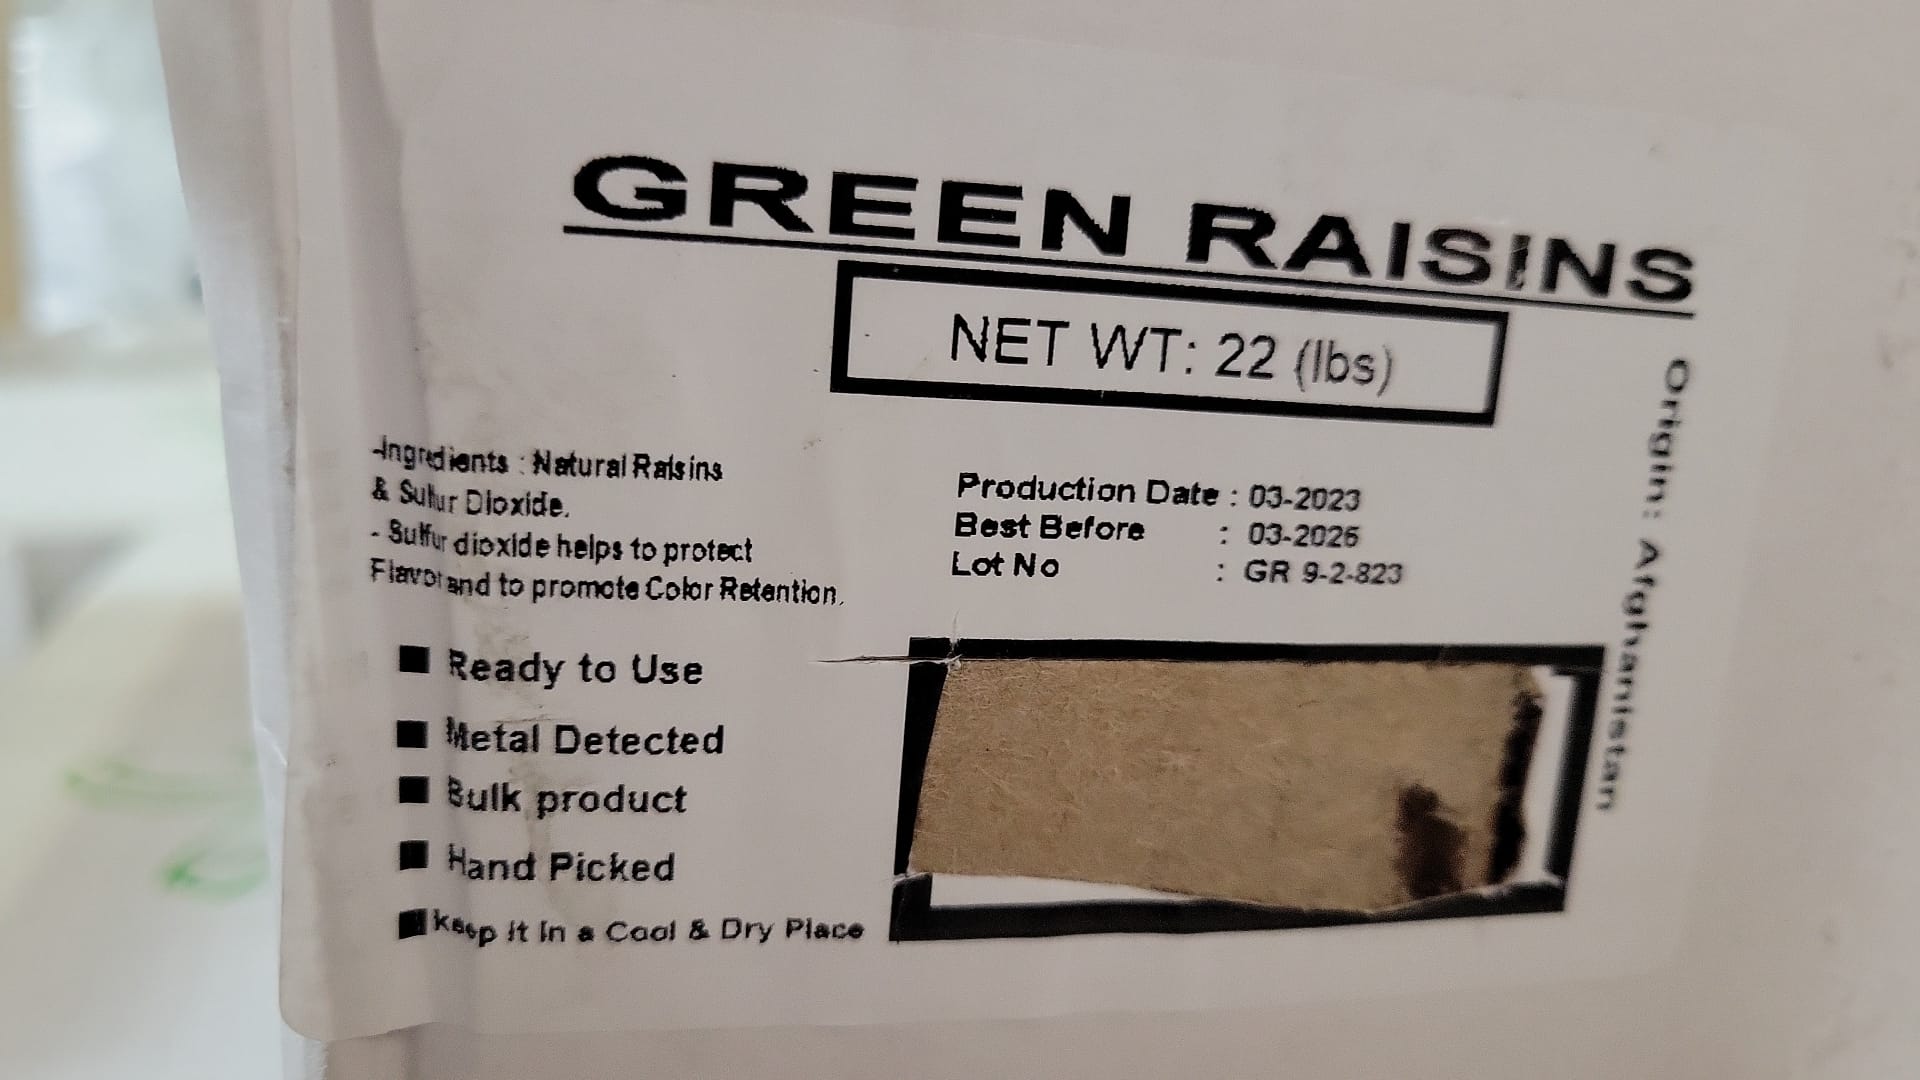 GREEN RAISINS
NET WT: 22 (lbs)
-Ingredients : Natural Raisins
& Sulfur Dioxide.
- Sulfur dioxide helps to protect
Flavor and to promote Color Retention.
Production Date : 03-2023
Best Before : 03-2026
Lot No : GR 9-2-823
Origin: Afghanistan
■ Ready to Use
■ Metal Detected
■ Bulk product
■ Hand Picked
■ Keep it In a Cool & Dry Place